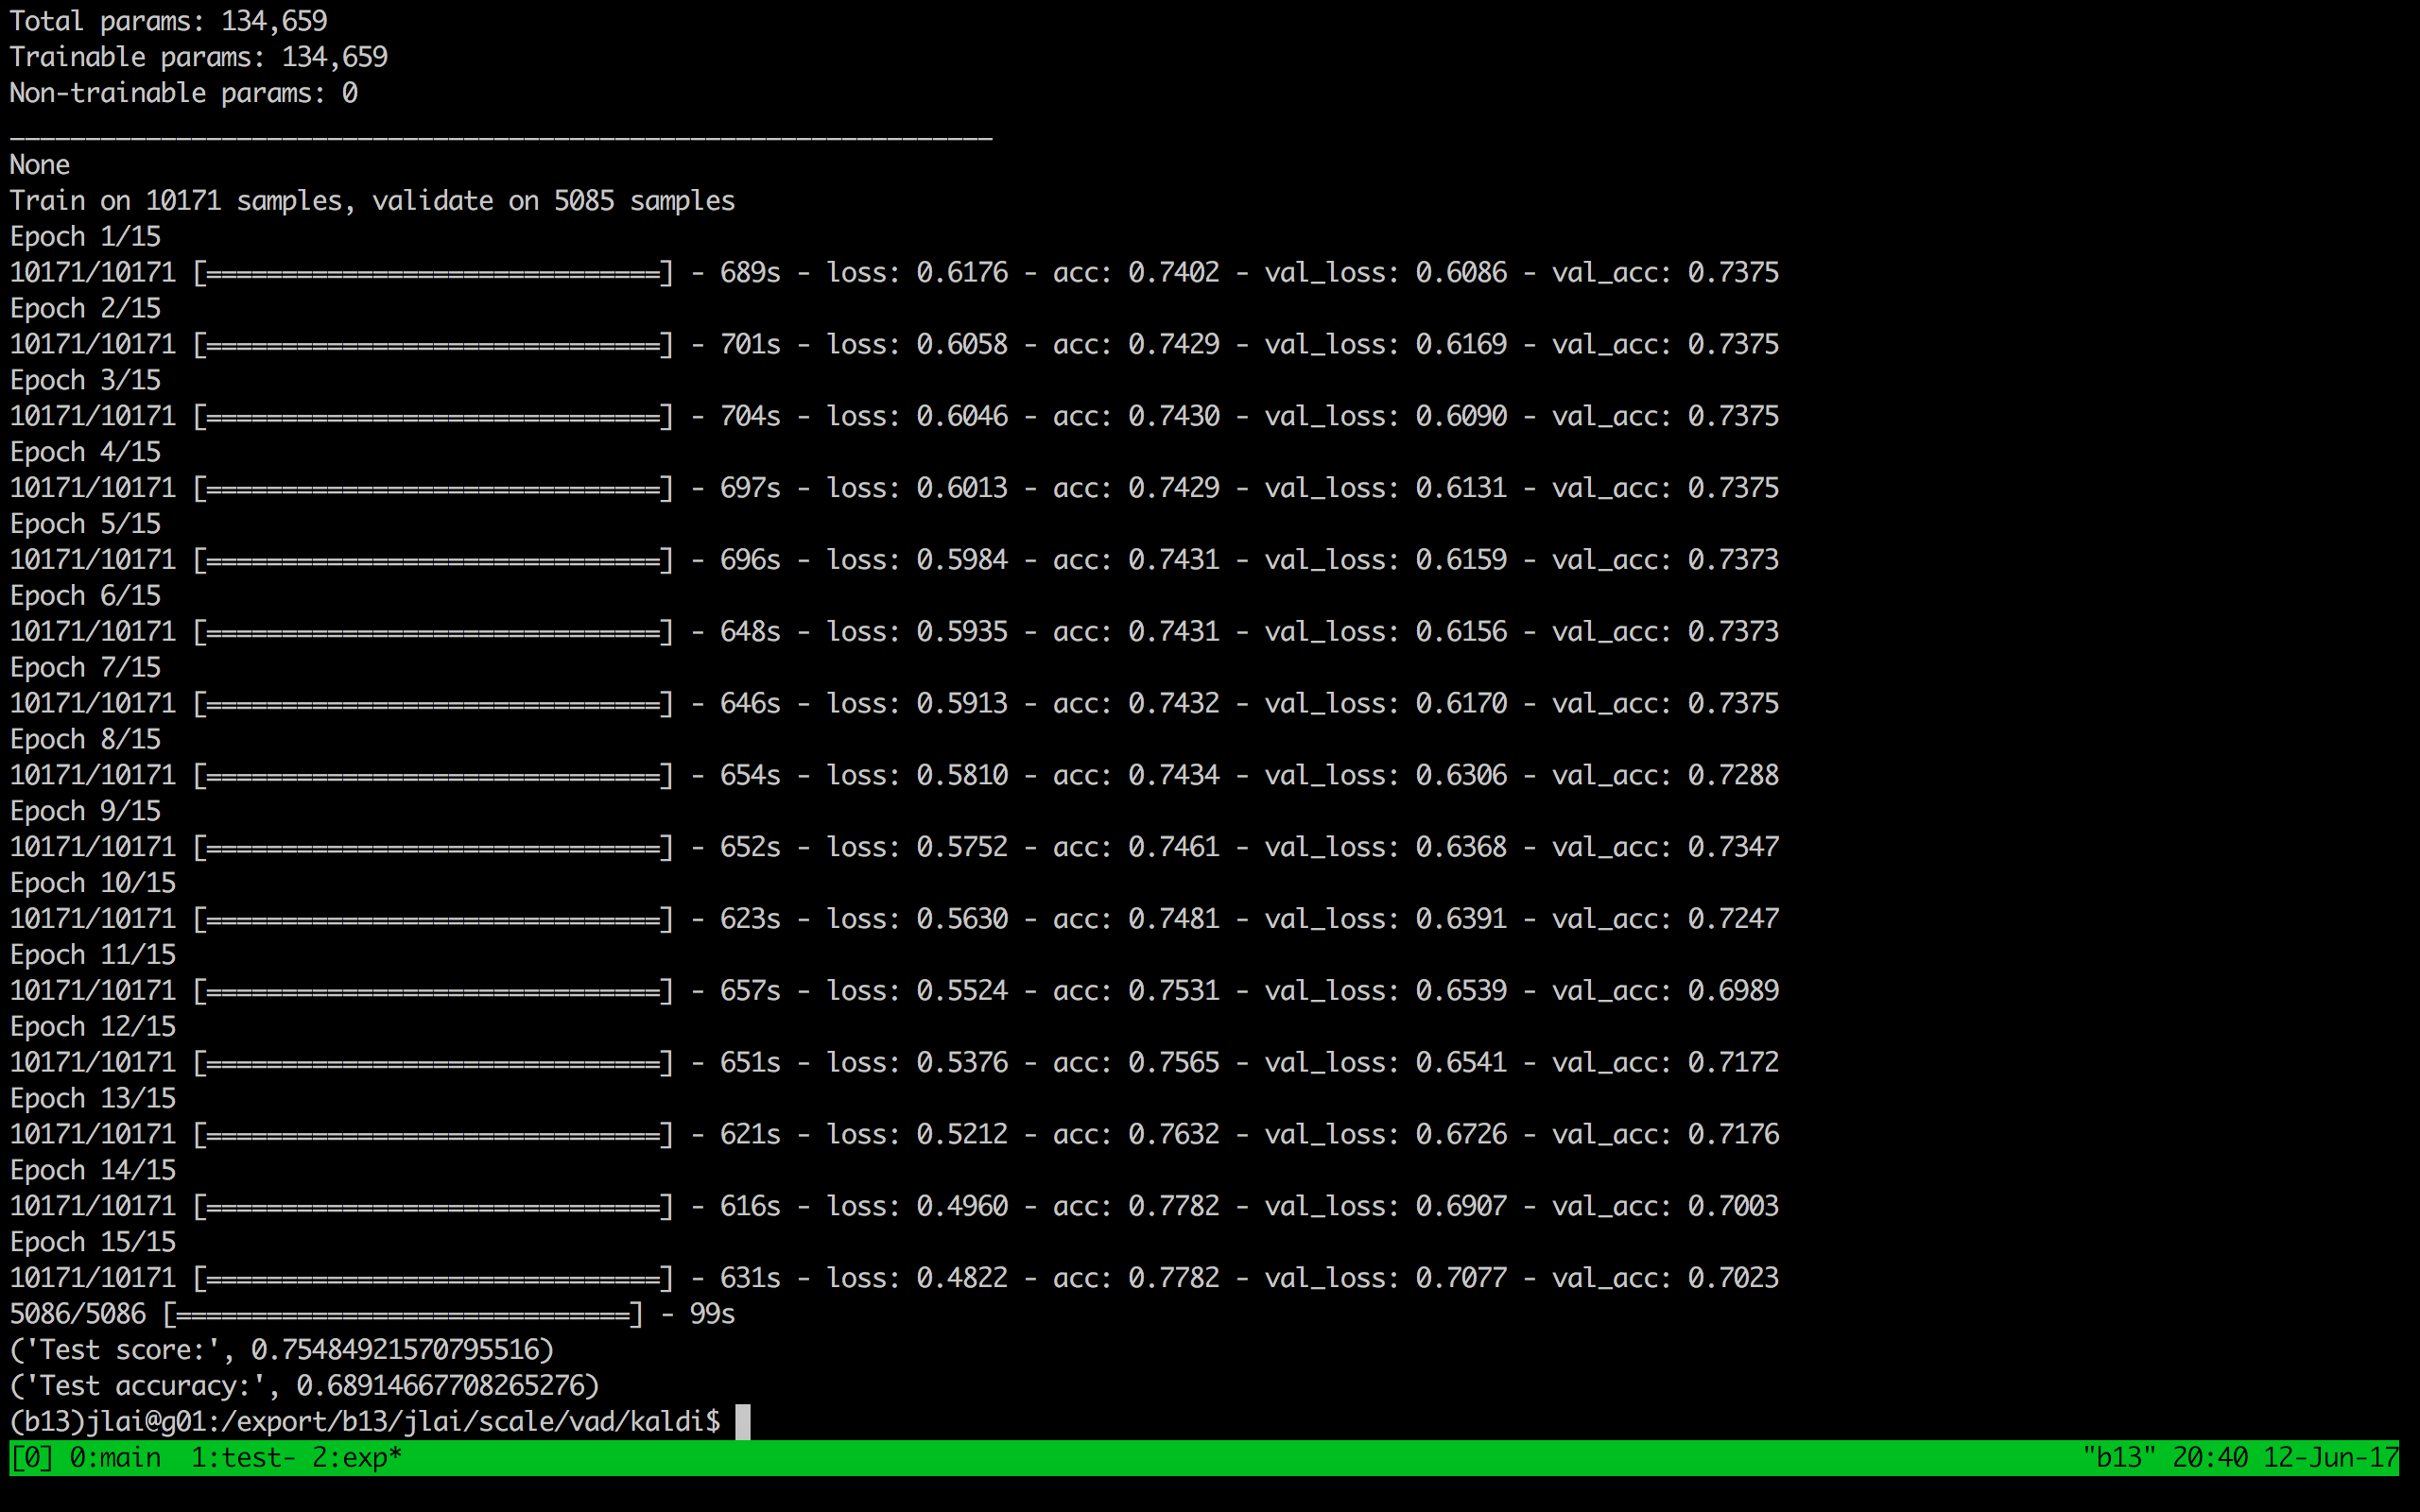 Total params: 134,659
Trainable params: 134,659
Non-trainable params: 0
_________________________________________________________________
None
Train on 10171 samples, validate on 5085 samples
Epoch 1/15
10171/10171 [==============================] - 689s - loss: 0.6176 - acc: 0.7402 - val_loss: 0.6086 - val_acc: 0.7375
Epoch 2/15
10171/10171 [==============================] - 701s - loss: 0.6058 - acc: 0.7429 - val_loss: 0.6169 - val_acc: 0.7375
Epoch 3/15
10171/10171 [==============================] - 704s - loss: 0.6046 - acc: 0.7430 - val_loss: 0.6090 - val_acc: 0.7375
Epoch 4/15
10171/10171 [==============================] - 697s - loss: 0.6013 - acc: 0.7429 - val_loss: 0.6131 - val_acc: 0.7375
Epoch 5/15
10171/10171 [==============================] - 696s - loss: 0.5984 - acc: 0.7431 - val_loss: 0.6159 - val_acc: 0.7373
Epoch 6/15
10171/10171 [==============================] - 648s - loss: 0.5935 - acc: 0.7431 - val_loss: 0.6156 - val_acc: 0.7373
Epoch 7/15
10171/10171 [==============================] - 646s - loss: 0.5913 - acc: 0.7432 - val_loss: 0.6170 - val_acc: 0.7375
Epoch 8/15
10171/10171 [==============================] - 654s - loss: 0.5810 - acc: 0.7434 - val_loss: 0.6306 - val_acc: 0.7288
Epoch 9/15
10171/10171 [==============================] - 652s - loss: 0.5752 - acc: 0.7461 - val_loss: 0.6368 - val_acc: 0.7347
Epoch 10/15
10171/10171 [==============================] - 623s - loss: 0.5630 - acc: 0.7481 - val_loss: 0.6391 - val_acc: 0.7247
Epoch 11/15
10171/10171 [==============================] - 657s - loss: 0.5524 - acc: 0.7531 - val_loss: 0.6539 - val_acc: 0.6989
Epoch 12/15
10171/10171 [==============================] - 651s - loss: 0.5376 - acc: 0.7565 - val_loss: 0.6541 - val_acc: 0.7172
Epoch 13/15
10171/10171 [==============================] - 621s - loss: 0.5212 - acc: 0.7632 - val_loss: 0.6726 - val_acc: 0.7176
Epoch 14/15
10171/10171 [==============================] - 616s - loss: 0.4960 - acc: 0.7782 - val_loss: 0.6907 - val_acc: 0.7003
Epoch 15/15
10171/10171 [==============================] - 631s - loss: 0.4822 - acc: 0.7782 - val_loss: 0.7077 - val_acc: 0.7023
5086/5086 [==============================] - 99s
('Test score:', 0.75484921570795516)
('Test accuracy:', 0.68914667708265276)
(b13)jlai@g01:/export/b13/jlai/scale/vad/kaldi$
[0] 0:main  1:test- 2:exp* "b13" 20:40 12-Jun-17